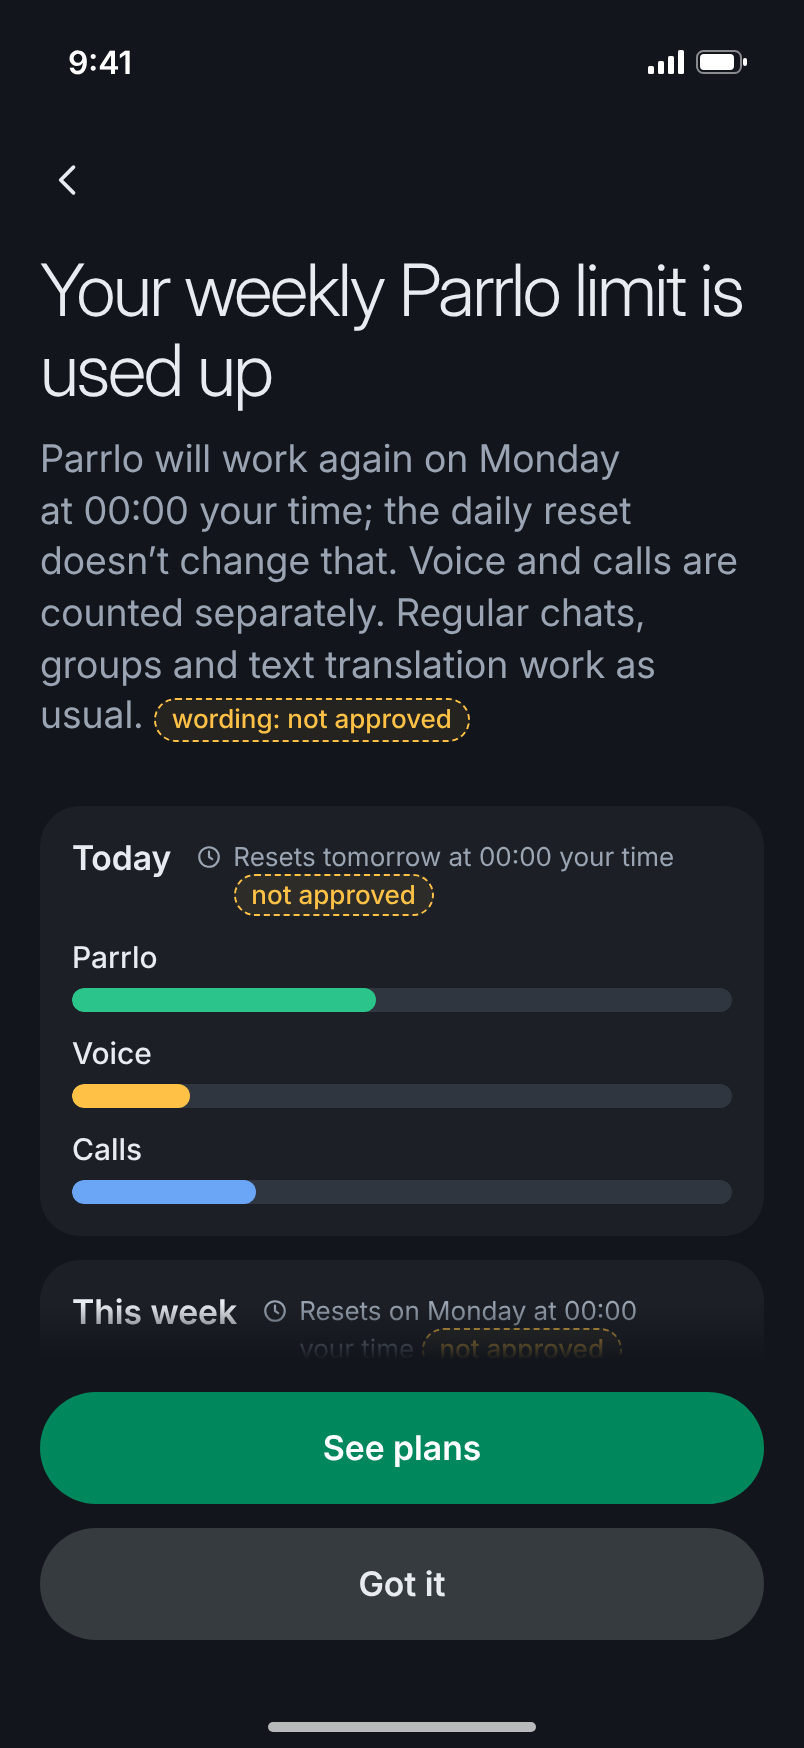 9:41
Your weekly Parrlo limit is
used up
Parrlo will work again on Monday
at 00:00 your time; the daily reset
doesn’t change that. Voice and calls are
counted separately. Regular chats,
groups and text translation work as
usual. wording: not approved
Today Resets tomorrow at 00:00 your time
not approved
Parrlo
Voice
Calls
This week Resets on Monday at 00:00
your time not approved
See plans
Got it